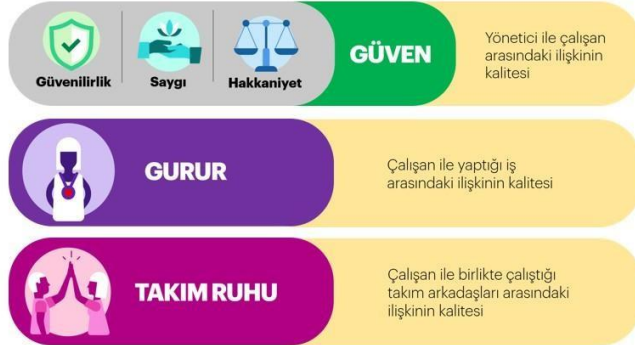 Güvenilirlik
Saygı
Hakkaniyet
GÜVEN
Yönetici ile çalışan
arasındaki ilişkinin
kalitesi
GURUR
Çalışan ile yaptığı iş
arasındaki ilişkinin kalitesi
TAKIM RUHU
Çalışan ile birlikte çalıştığı
takım arkadaşları arasındaki
ilişkinin kalitesi